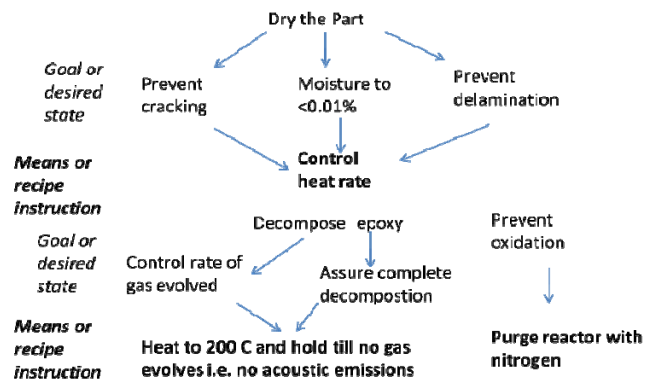 Dry the Part
Goal or
desired
state
Prevent
cracking
Moisture to
<0.01%
Prevent
delamination
Means or
recipe
instruction
Control
heat rate
Goal or
desired
state
Decompose epoxy
Prevent
oxidation
Control rate of
gas evolved
Assure complete
decompostion
Means or
recipe
instruction
Heat to 200 C and hold till no gas
evolves i.e. no acoustic emissions
Purge reactor with
nitrogen